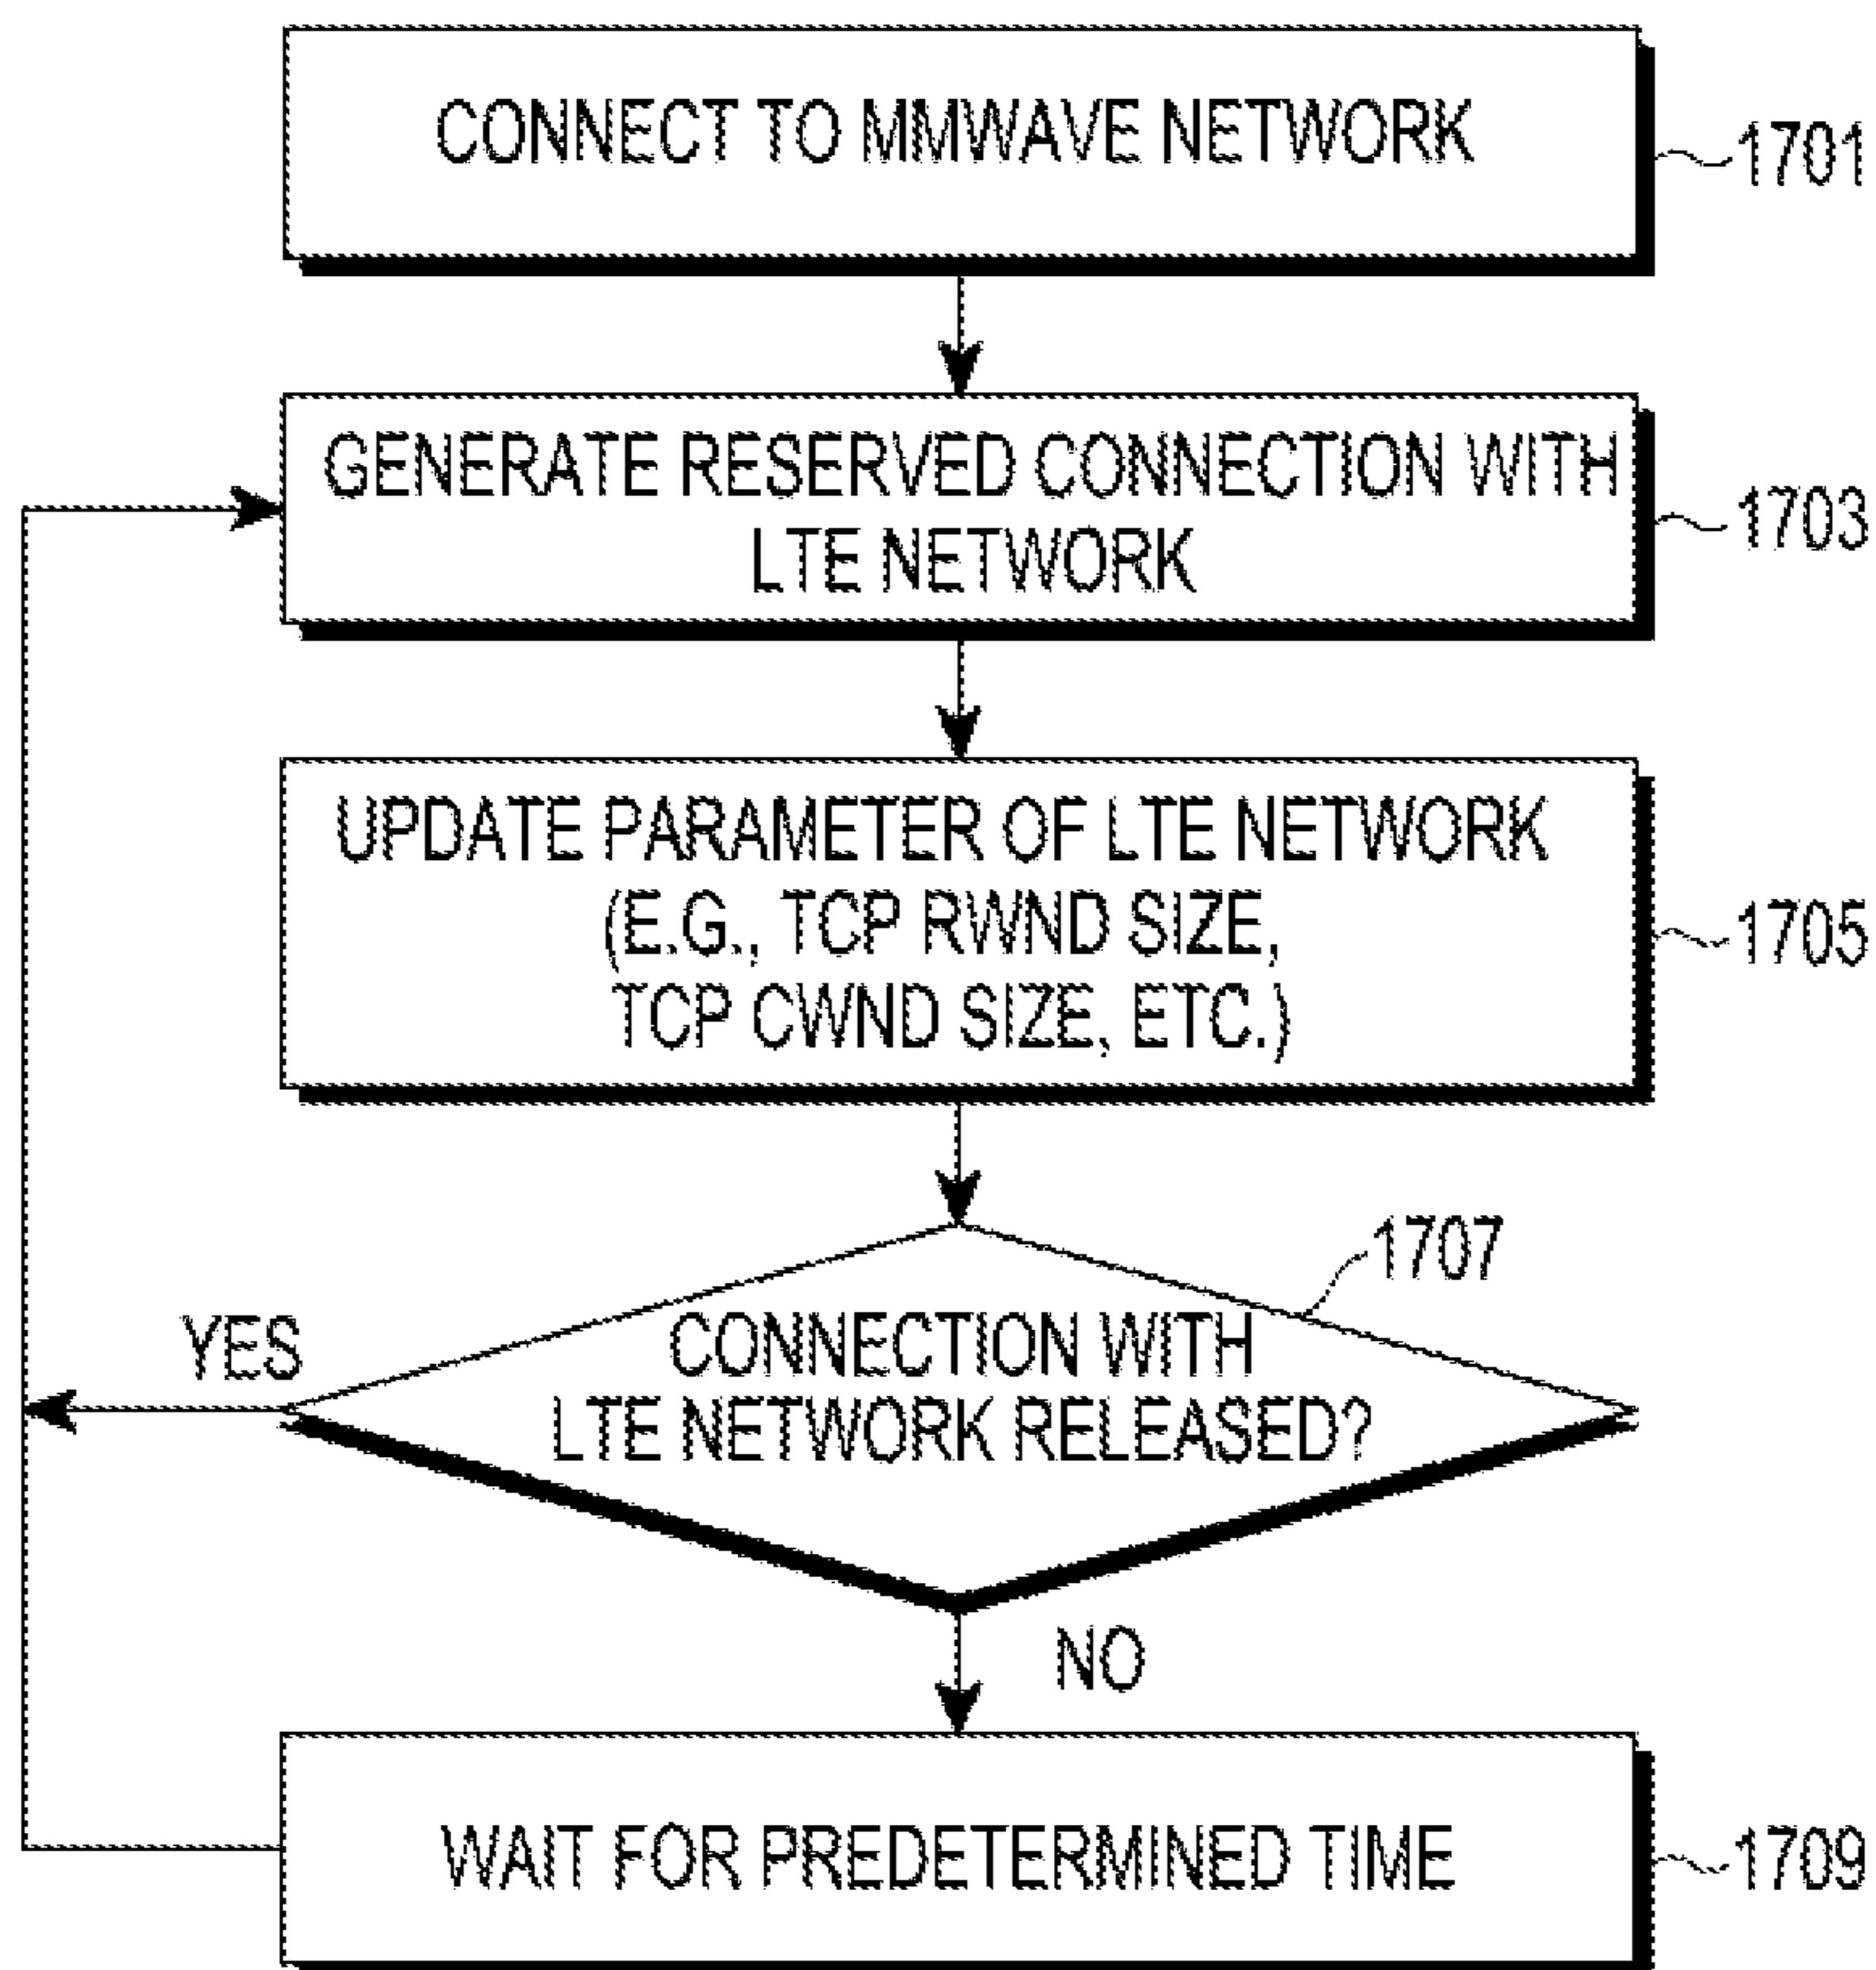 CONNECT TO MMWAVE NETWORK
1701
GENERATE RESERVED CONNECTION WITH
LTE NETWORK
1703
UPDATE PARAMETER OF LTE NETWORK
(E.G., TCP RWND SIZE,
TCP CWND SIZE, ETC.)
1705
1707
YES
CONNECTION WITH
LTE NETWORK RELEASED?
NO
WAIT FOR PREDETERMINED TIME
1709